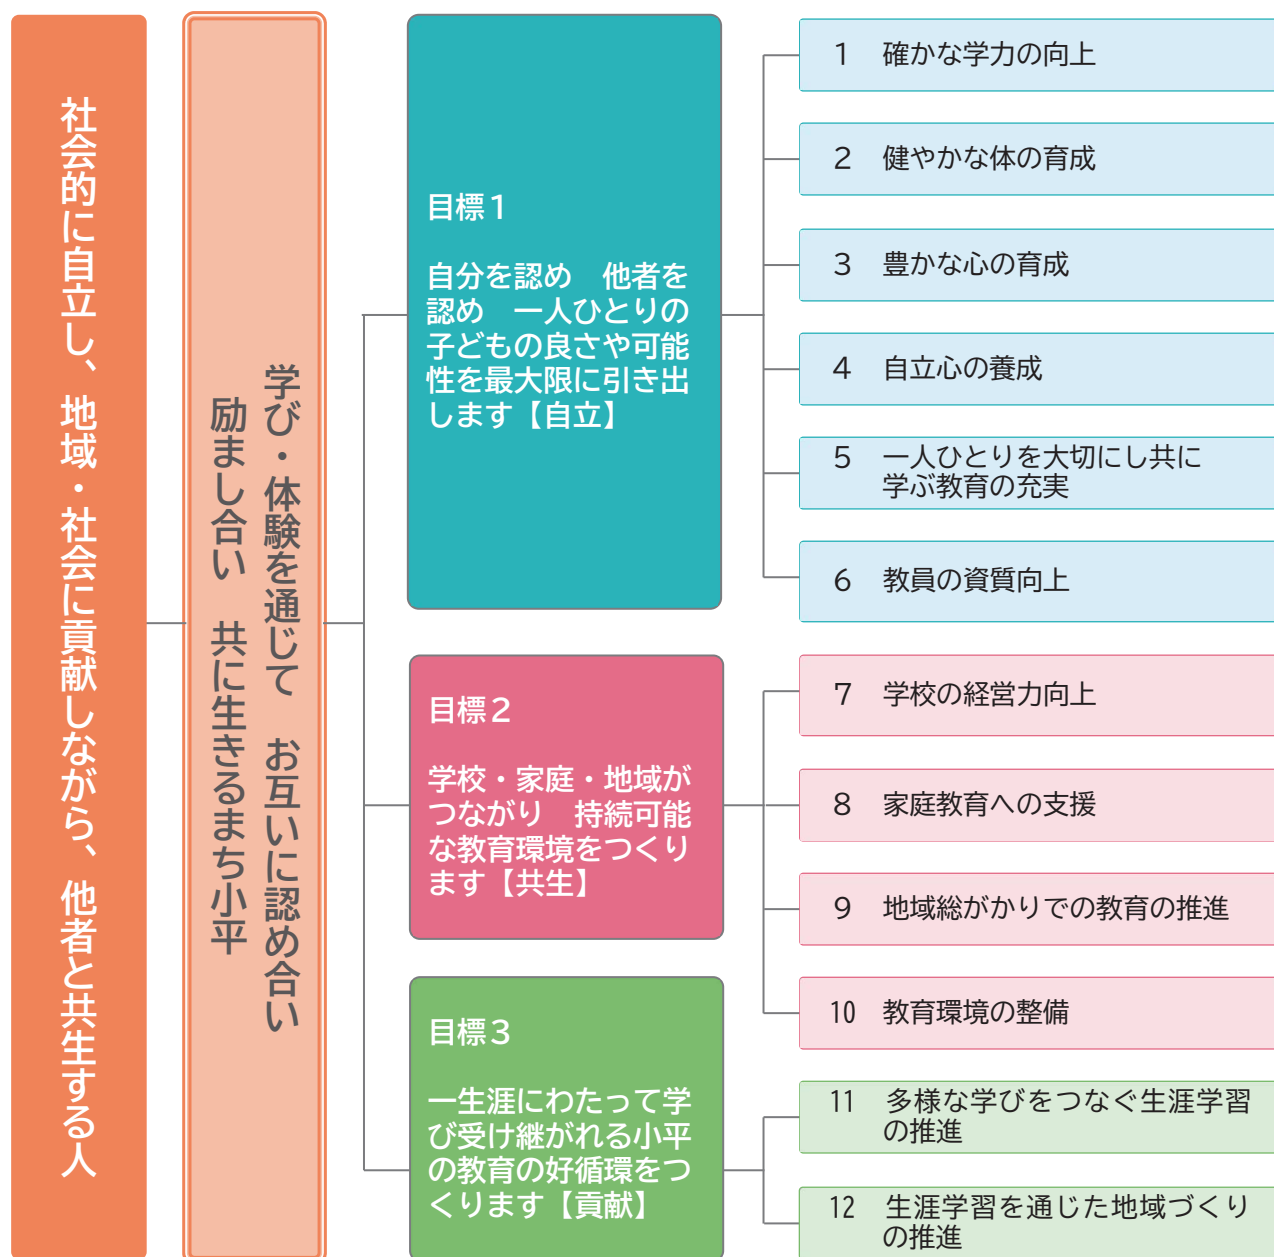 社会的に自立し、地域・社会に貢献しながら、他者と共生する人
学び・体験を通じて　お互いに認め合い
励まし合い　共に生きるまち小平
目標１
自分を認め　他者を
認め　一人ひとりの
子どもの良さや可能
性を最大限に引き出
します【自立】
1　確かな学力の向上
2　健やかな体の育成
3　豊かな心の育成
4　自立心の養成
5　一人ひとりを大切にし共に
学ぶ教育の充実
6　教員の資質向上
目標２
学校・家庭・地域が
つながり　持続可能
な教育環境をつくり
ます【共生】
7　学校の経営力向上
8　家庭教育への支援
9　地域総がかりでの教育の推進
10　教育環境の整備
目標３
一生涯にわたって学
び受け継がれる小平
の教育の好循環をつ
くります【貢献】
11　多様な学びをつなぐ生涯学習
の推進
12　生涯学習を通じた地域づくり
の推進